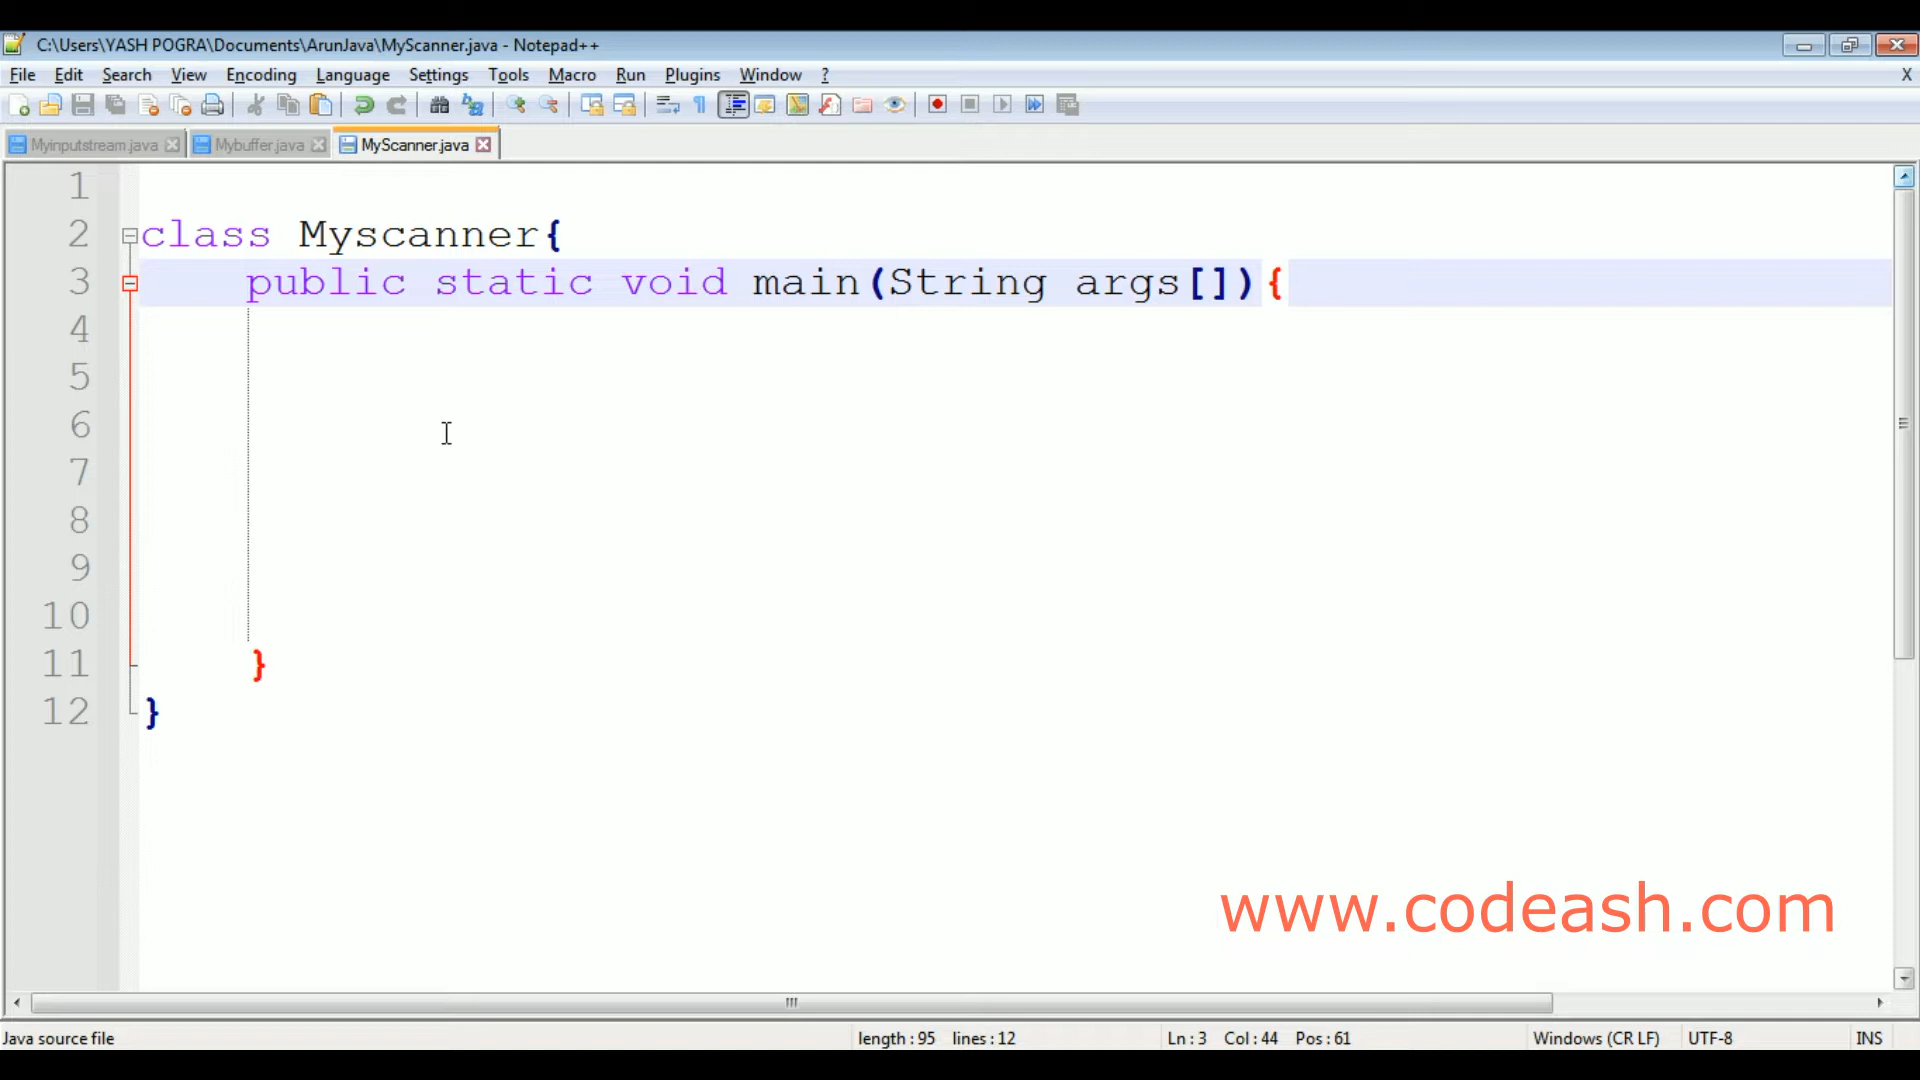 C:\Users\YASH POGRA\Documents\ArunJava\MyScanner.java - Notepad++
File Edit Search View Encoding Language Settings Tools Macro Run Plugins Window ? X
Myinputstream.java Mybuffer.java MyScanner.java
1
2 class Myscanner{
3 public static void main(String args[]){
4
5
6
7
8
9
10
11 }
12 }
www.codeash.com
Java source file length : 95 lines : 12 Ln : 3 Col : 44 Pos : 61 Windows (CR LF) UTF-8 INS